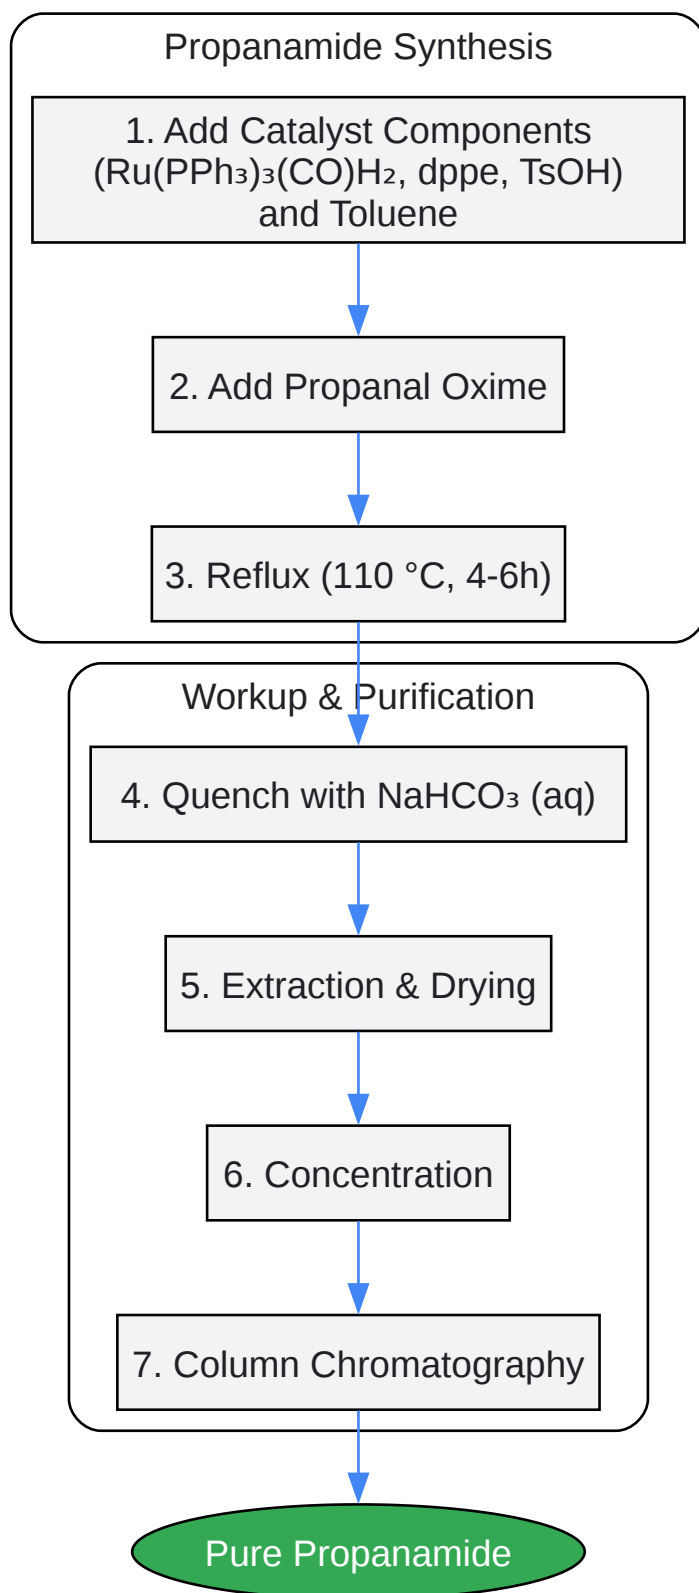 Propanamide Synthesis
1. Add Catalyst Components
(Ru(PPh₃)₃(CO)H₂, dppe, TsOH)
and Toluene
2. Add Propanal Oxime
3. Reflux (110 °C, 4-6h)
Workup & Purification
4. Quench with NaHCO₃ (aq)
5. Extraction & Drying
6. Concentration
7. Column Chromatography
Pure Propanamide